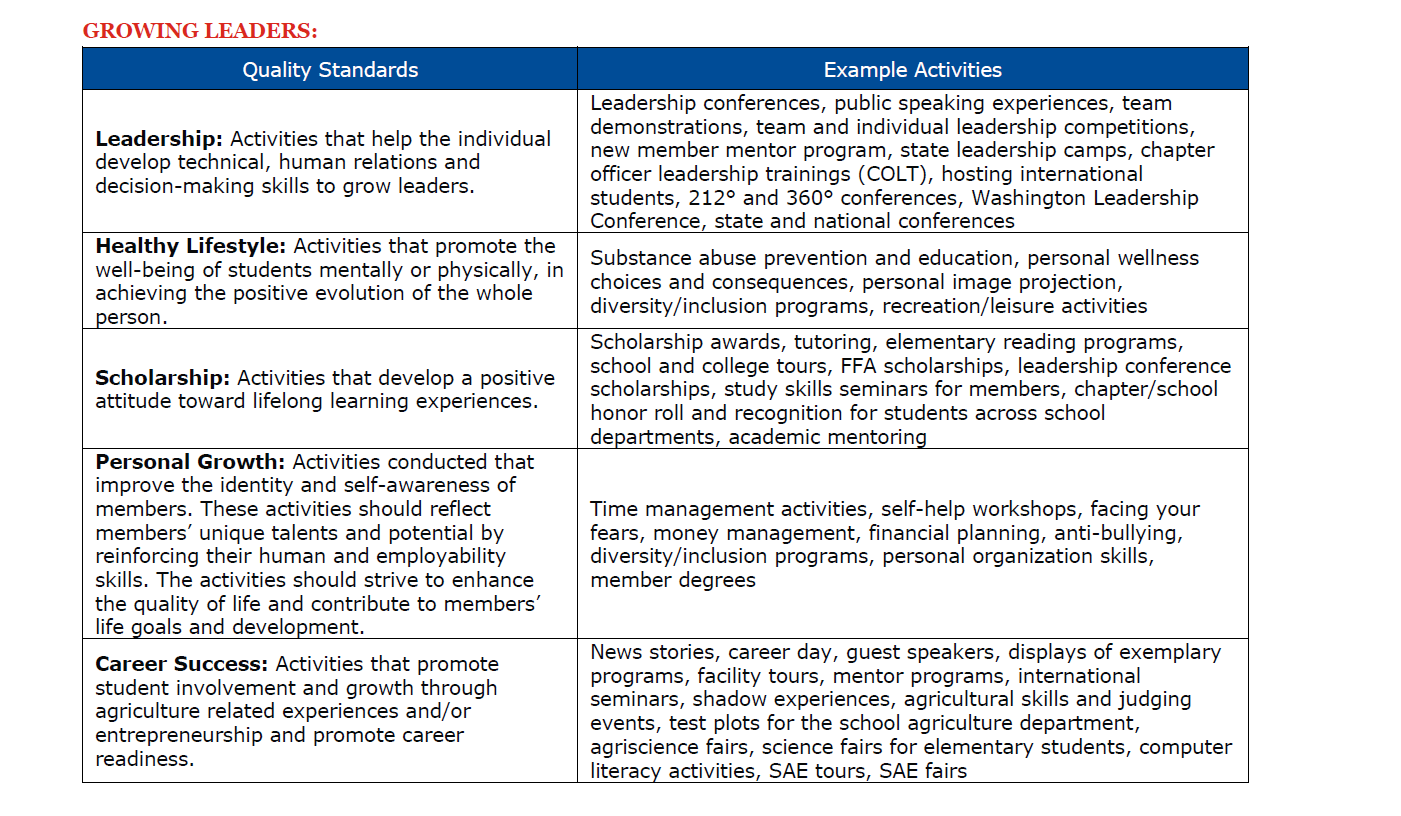 GROWING LEADERS:
Quality Standards
Example Activities
Leadership: Activities that help the individual
develop technical, human relations and
decision-making skills to grow leaders.
Leadership conferences, public speaking experiences, team
demonstrations, team and individual leadership competitions,
new member mentor program, state leadership camps, chapter
officer leadership trainings (COLT), hosting international
students, 212° and 360° conferences, Washington Leadership
Conference, state and national conferences
Healthy Lifestyle: Activities that promote the
well-being of students mentally or physically, in
achieving the positive evolution of the whole
person.
Substance abuse prevention and education, personal wellness
choices and consequences, personal image projection,
diversity/inclusion programs, recreation/leisure activities
Scholarship: Activities that develop a positive
attitude toward lifelong learning experiences.
Scholarship awards, tutoring, elementary reading programs,
school and college tours, FFA scholarships, leadership conference
scholarships, study skills seminars for members, chapter/school
honor roll and recognition for students across school
departments, academic mentoring
Personal Growth: Activities conducted that
improve the identity and self-awareness of
members. These activities should reflect
members’ unique talents and potential by
reinforcing their human and employability
skills. The activities should strive to enhance
the quality of life and contribute to members’
life goals and development.
Time management activities, self-help workshops, facing your
fears, money management, financial planning, anti-bullying,
diversity/inclusion programs, personal organization skills,
member degrees
Career Success: Activities that promote
student involvement and growth through
agriculture related experiences and/or
entrepreneurship and promote career
readiness.
News stories, career day, guest speakers, displays of exemplary
programs, facility tours, mentor programs, international
seminars, shadow experiences, agricultural skills and judging
events, test plots for the school agriculture department,
agriscience fairs, science fairs for elementary students, computer
literacy activities, SAE tours, SAE fairs